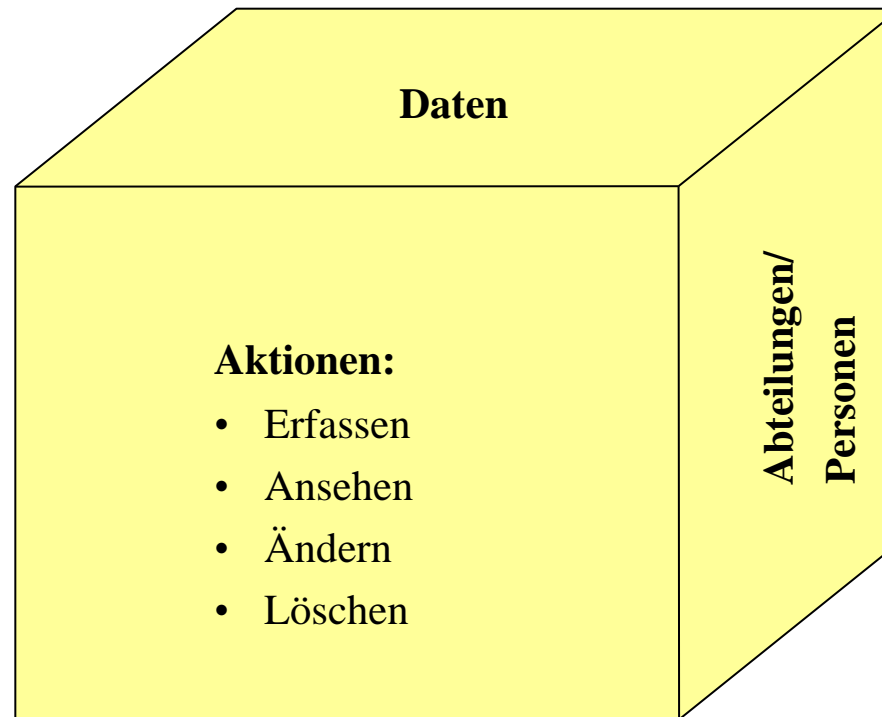 Daten
Aktionen:
• Erfassen
• Ansehen
• Ändern
• Löschen
Abteilungen/
Personen